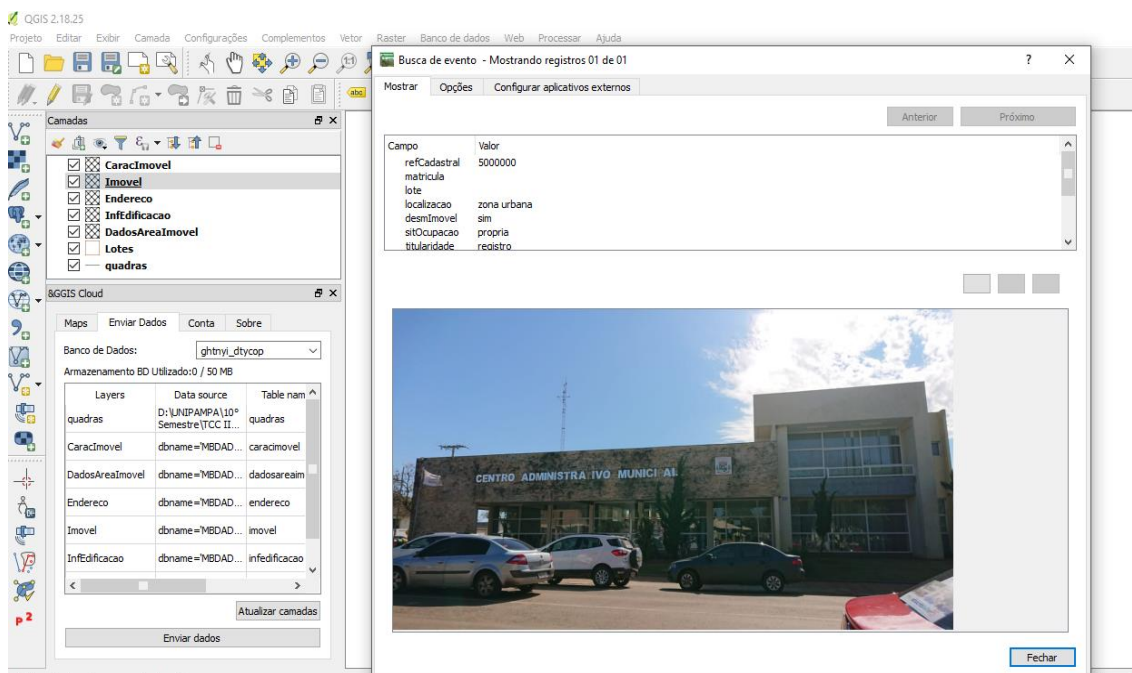 QGIS 2.18.25
Projeto Editar Exibir Camada Configurações Complementos Vetor Raster Banco de dados Web Processar Ajuda
Busca de evento - Mostrando registros 01 de 01 ? X
Mostrar Opções Configurar aplicativos externos
Anterior Próximo
Campo Valor
refCadastral 5000000
matricula
lote
localizacao zona urbana
desmImovel sim
sitOcupacao propria
titularidade registro
abc
Camadas
CaracImovel
Imovel
Endereco
InfEdificacao
DadosAreaImovel
Lotes
quadras
&GGIS Cloud
Maps Enviar Dados Conta Sobre
Banco de Dados: ghtnyi_dtycop
Armazenamento BD Utilizado:0 / 50 MB
Layers Data source Table nam
quadras D:\UNIPAMPA\10° Semestre\TCC II... quadras
CaracImovel dbname='MBDAD... caracimovel
DadosAreaImovel dbname='MBDAD... dadosareaim
Endereco dbname='MBDAD... endereco
Imovel dbname='MBDAD... imovel
InfEdificacao dbname='MBDAD... infedificacao
Atualizar camadas
Enviar dados
CENTRO ADMINISTRA IVO MUNICI AL
Fechar